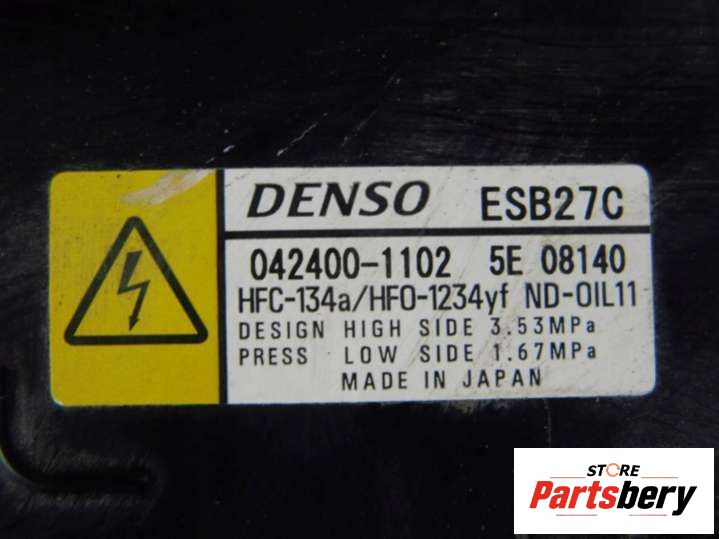 DENSO ESB27C
042400-1102 5E 08140
HFC-134a/HFO-1234yf ND-OIL11
DESIGN HIGH SIDE 3.53MPa
PRESS LOW SIDE 1.67MPa
MADE IN JAPAN
STORE
Partsbery